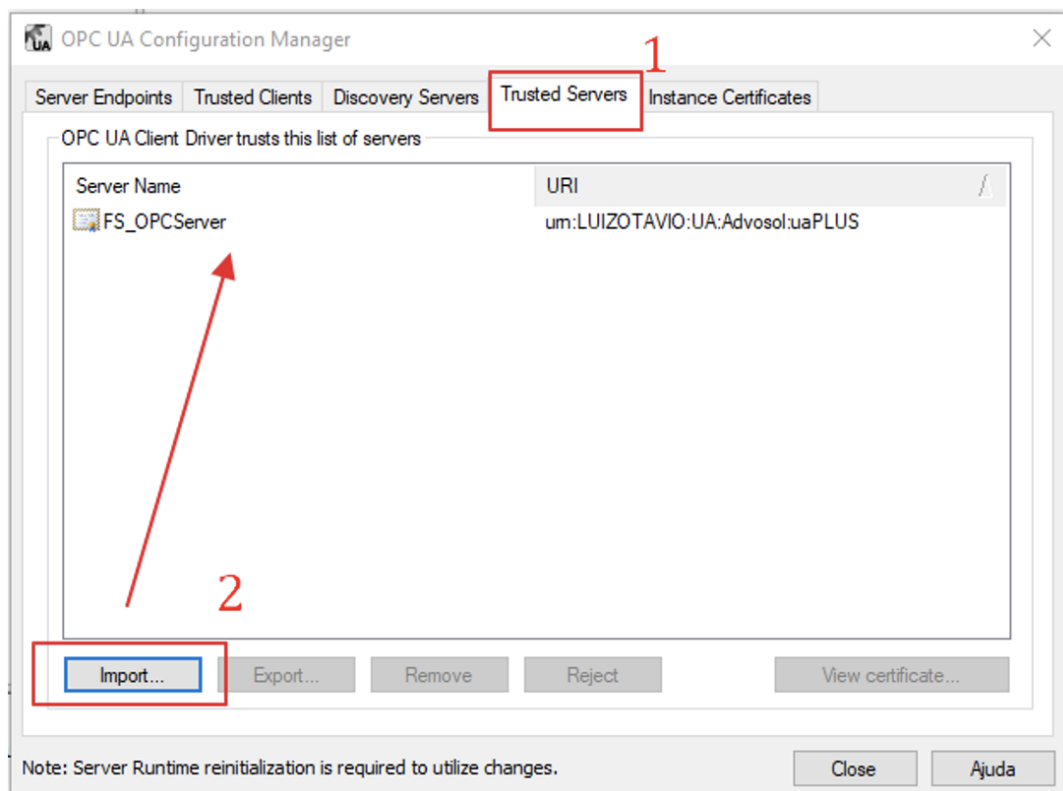 UA OPC UA Configuration Manager
1
Server Endpoints Trusted Clients Discovery Servers Trusted Servers Instance Certificates
OPC UA Client Driver trusts this list of servers
Server Name URI
FS_OPCServer urn:LUIZOTAVIO:UA:Advosol:uaPLUS
2
Import... Export... Remove Reject View certificate...
Note: Server Runtime reinitialization is required to utilize changes.
Close Ajuda